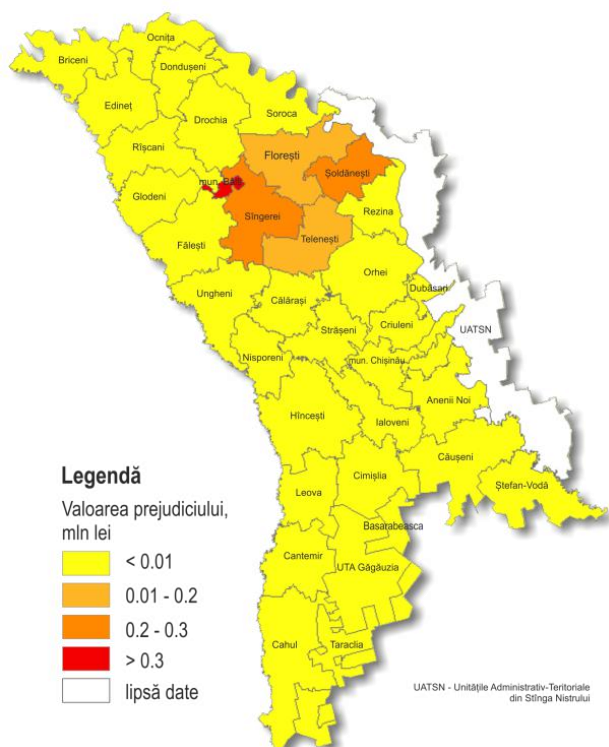 Ocnița
Briceni
Dondușeni
Edineț
Soroca
Drochia
Rîșcani
Florești
Șoldănești
mun. Bălți
Glodeni
Sîngerei
Rezina
Telenești
Fălești
Orhei
Ungheni
Călărași
Dubăsari
Strășeni
Criuleni
UATSN
Nisporeni
mun. Chișinău
Anenii Noi
Hîncești
Ialoveni
Căușeni
Cimișlia
Ștefan-Vodă
Leova
Basarabeasca
Cantemir
UTA Găgăuzia
Cahul
Taraclia
Legendă
Valoarea prejudiciului,
mln lei
< 0.01
0.01 - 0.2
0.2 - 0.3
> 0.3
lipsă date
UATSN - Unitățile Administrativ-Teritoriale
din Stînga Nistrului